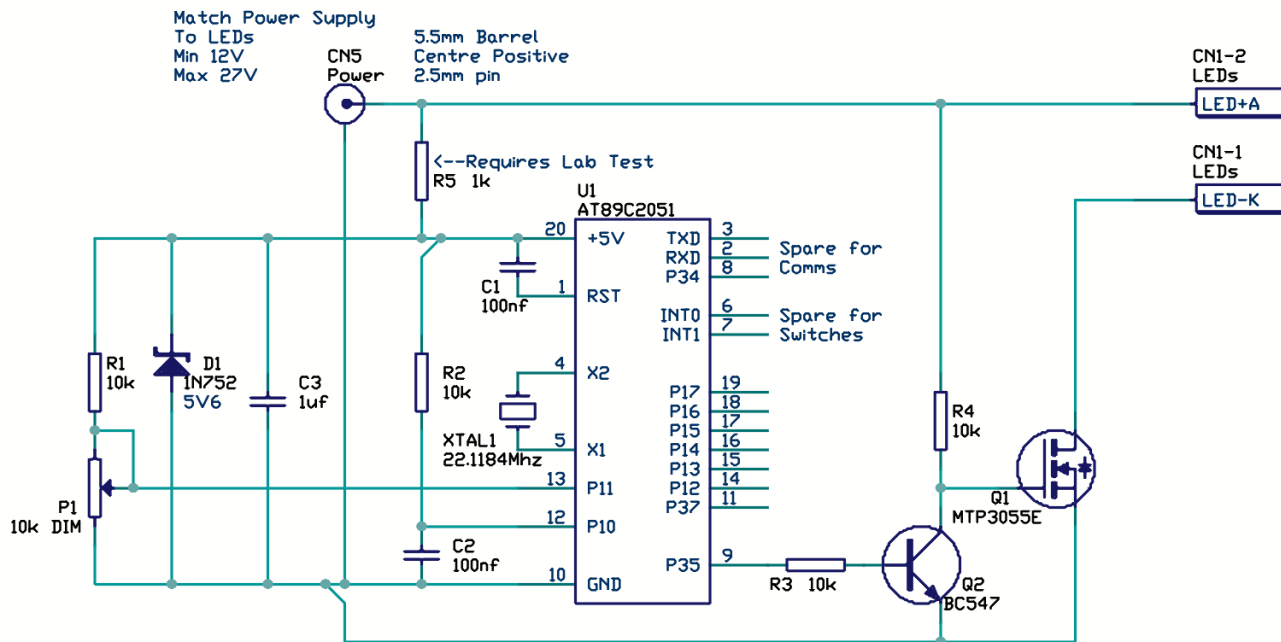 Match Power Supply
To LEDs
Min 12V
Max 27V
CN5
Power
5.5mm Barrel
Centre Positive
2.5mm pin
CN1-2
LEDs
LED+A
CN1-1
LEDs
LED-K
<--Requires Lab Test
R5 1k
U1
AT89C2051
20 +5V
TXD 3
RXD 2
P34 8
Spare for
Comms
C1
100nf
1 RST
INT0 6
INT1 7
Spare for
Switches
R1
10k
D1
1N752
5V6
C3
1uf
R2
10k
4 X2
XTAL1
22.1184Mhz
5 X1
P17 19
P16 18
P15 17
P14 16
P13 15
P12 14
P37 11
R4
10k
P1
10k DIM
13 P11
12 P10
Q1
MTP3055E
C2
100nf
10 GND
P35 9
R3 10k
Q2
BC547